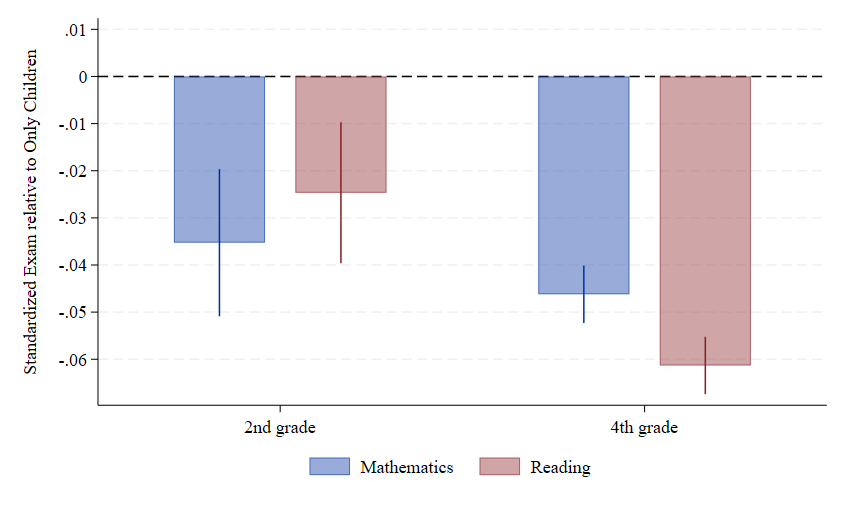 Standardized Exam relative to Only Children
.01
0
-.01
-.02
-.03
-.04
-.05
-.06
2nd grade 4th grade
Mathematics Reading